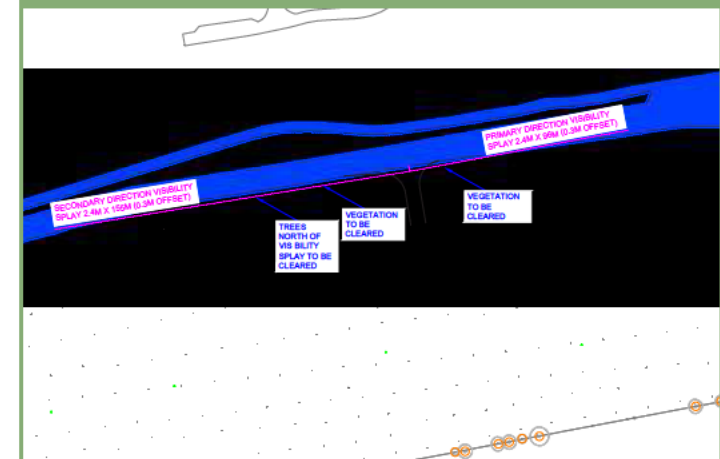 PRIMARY DIRECTION VISIBILITY
SPLAY 2.4M X 98M (0.3M OFFSET)
SECONDARY DIRECTION VISIBILITY
SPLAY 2.4M X 155M (0.3M OFFSET)
TREES
NORTH OF
VIS BILITY
SPLAY TO BE
CLEARED
VEGETATION
TO BE
CLEARED
VEGETATION
TO BE
CLEARED